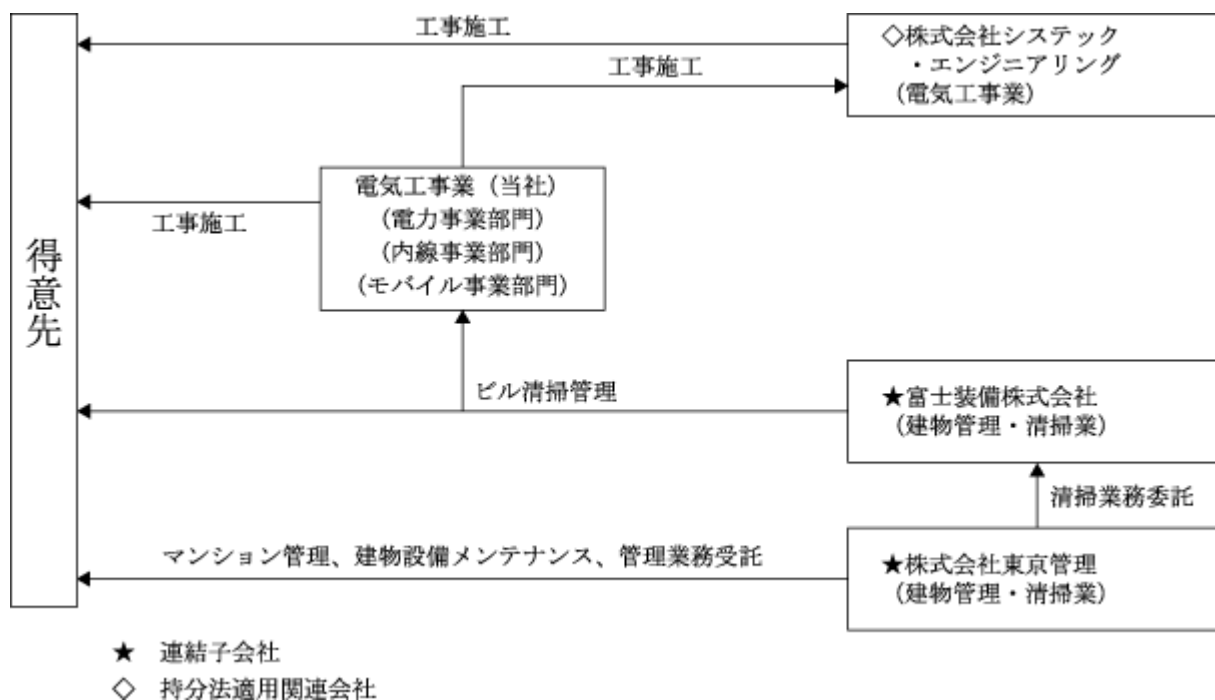 工事施工
◇株式会社システック
・エンジニアリング
(電気工事業)
工事施工
電気工事業（当社）
(電力事業部門)
(内線事業部門)
(モバイル事業部門)
工事施工
得意先
ビル清掃管理
★富士装備株式会社
(建物管理・清掃業)
清掃業務委託
マンション管理、建物設備メンテナンス、管理業務受託
★株式会社東京管理
(建物管理・清掃業)
★ 連結子会社
◇ 持分法適用関連会社